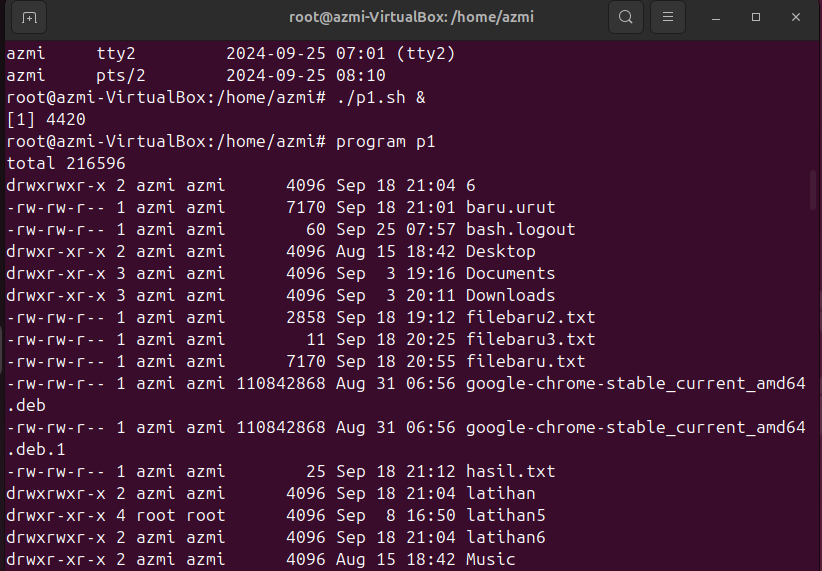 root@azmi-VirtualBox: /home/azmi
azmi     tty2         2024-09-25 07:01 (tty2)
azmi     pts/2        2024-09-25 08:10
root@azmi-VirtualBox:/home/azmi# ./p1.sh &
[1] 4420
root@azmi-VirtualBox:/home/azmi# program p1
total 216596
drwxrwxr-x 2 azmi azmi      4096 Sep 18 21:04 6
-rw-rw-r-- 1 azmi azmi      7170 Sep 18 21:01 baru.urut
-rw-rw-r-- 1 azmi azmi        60 Sep 25 07:57 bash.logout
drwxr-xr-x 2 azmi azmi      4096 Aug 15 18:42 Desktop
drwxr-xr-x 3 azmi azmi      4096 Sep  3 19:16 Documents
drwxr-xr-x 3 azmi azmi      4096 Sep  3 20:11 Downloads
-rw-rw-r-- 1 azmi azmi      2858 Sep 18 19:12 filebaru2.txt
-rw-rw-r-- 1 azmi azmi        11 Sep 18 20:25 filebaru3.txt
-rw-rw-r-- 1 azmi azmi      7170 Sep 18 20:55 filebaru.txt
-rw-rw-r-- 1 azmi azmi 110842868 Aug 31 06:56 google-chrome-stable_current_amd64
.deb
-rw-rw-r-- 1 azmi azmi 110842868 Aug 31 06:56 google-chrome-stable_current_amd64
.deb.1
-rw-rw-r-- 1 azmi azmi        25 Sep 18 21:12 hasil.txt
drwxrwxr-x 2 azmi azmi      4096 Sep 18 21:04 latihan
drwxr-xr-x 4 root root      4096 Sep  8 16:50 latihan5
drwxrwxr-x 2 azmi azmi      4096 Sep 18 21:04 latihan6
drwxr-xr-x 2 azmi azmi      4096 Aug 15 18:42 Music